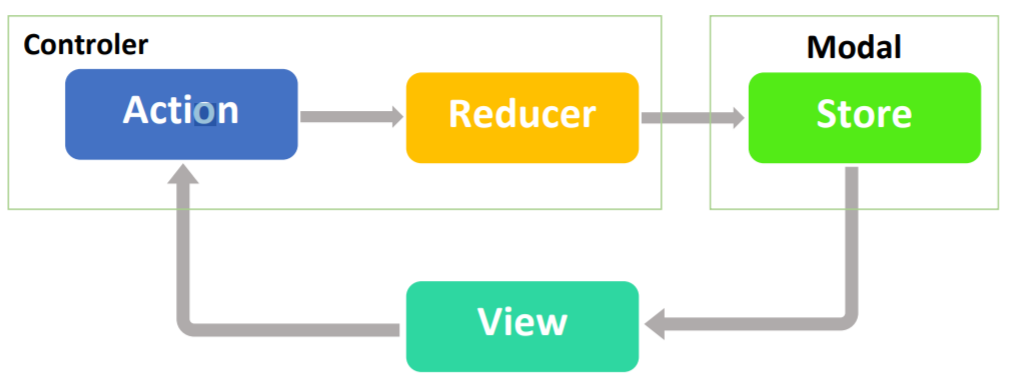 Controler
Modal
Action
Reducer
Store
View